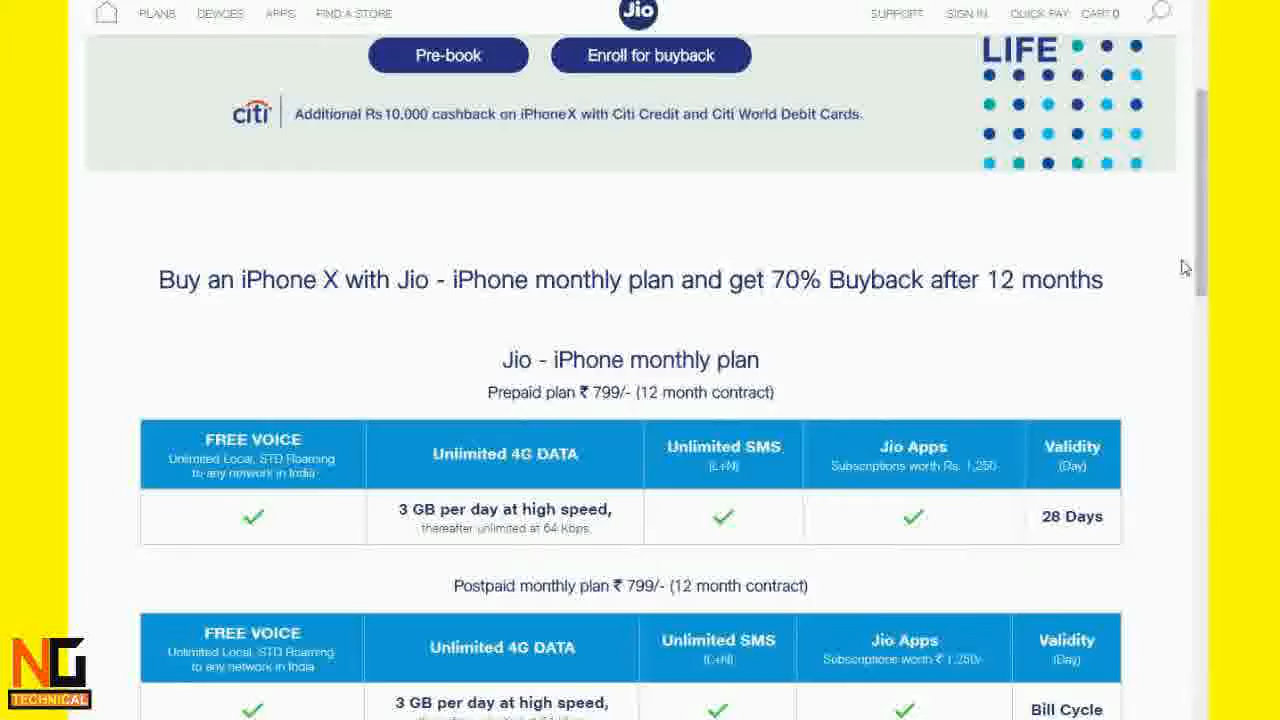 PLANS DEVICES APPS FIND A STORE Jio SUPPORT SIGN IN QUICK PAY CART 0
Pre-book Enroll for buyback LIFE
citi Additional Rs 10,000 cashback on iPhone X with Citi Credit and Citi World Debit Cards.
Buy an iPhone X with Jio - iPhone monthly plan and get 70% Buyback after 12 months
Jio - iPhone monthly plan
Prepaid plan ₹ 799/- (12 month contract)
FREE VOICE
Unlimited Local, STD Roaming
to any network in India
Unlimited 4G DATA
Unlimited SMS
(L+N)
Jio Apps
Subscriptions worth Rs. 1,250
Validity
(Day)
3 GB per day at high speed,
thereafter unlimited at 64 Kbps.
28 Days
Postpaid monthly plan ₹ 799/- (12 month contract)
FREE VOICE
Unlimited Local, STD Roaming
to any network in India
Unlimited 4G DATA
Unlimited SMS
(L+N)
Jio Apps
Subscriptions worth ₹ 1,250/-
Validity
(Day)
3 GB per day at high speed,
Bill Cycle
NG
TECHNICAL